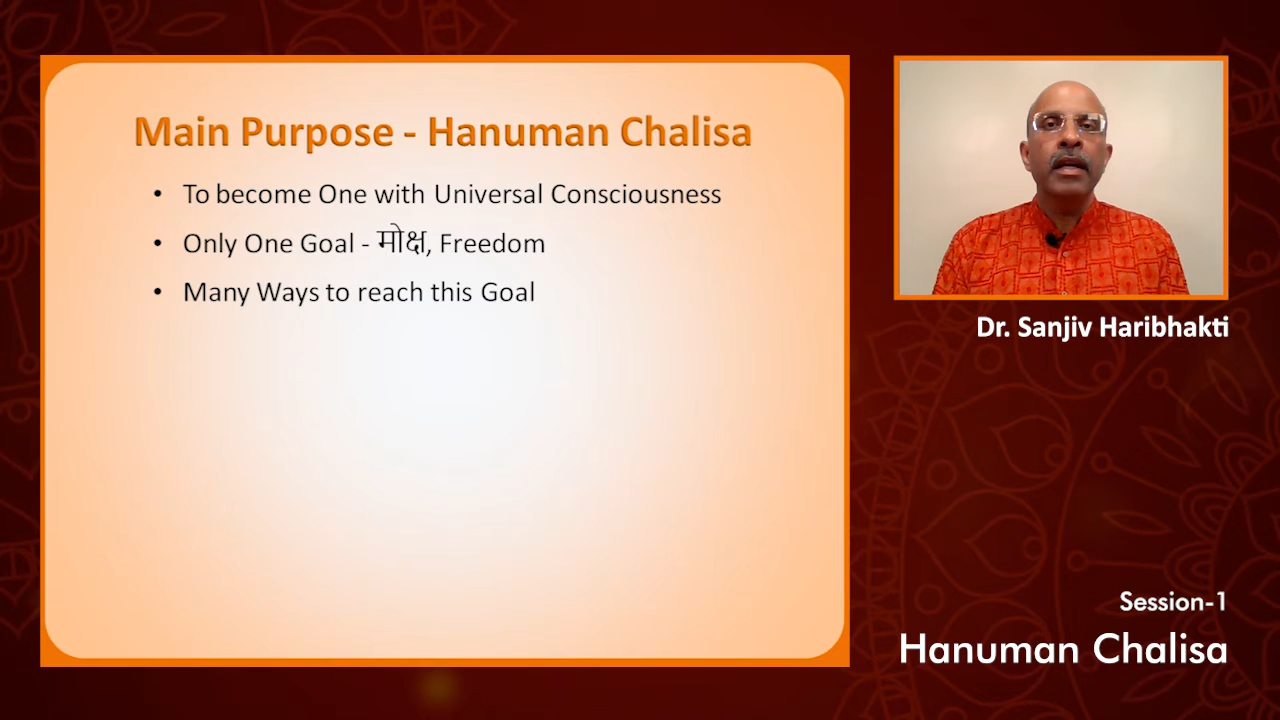 Main Purpose - Hanuman Chalisa
• To become One with Universal Consciousness
• Only One Goal - मोक्ष, Freedom
• Many Ways to reach this Goal
Dr. Sanjiv Haribhakti
Session-1
Hanuman Chalisa